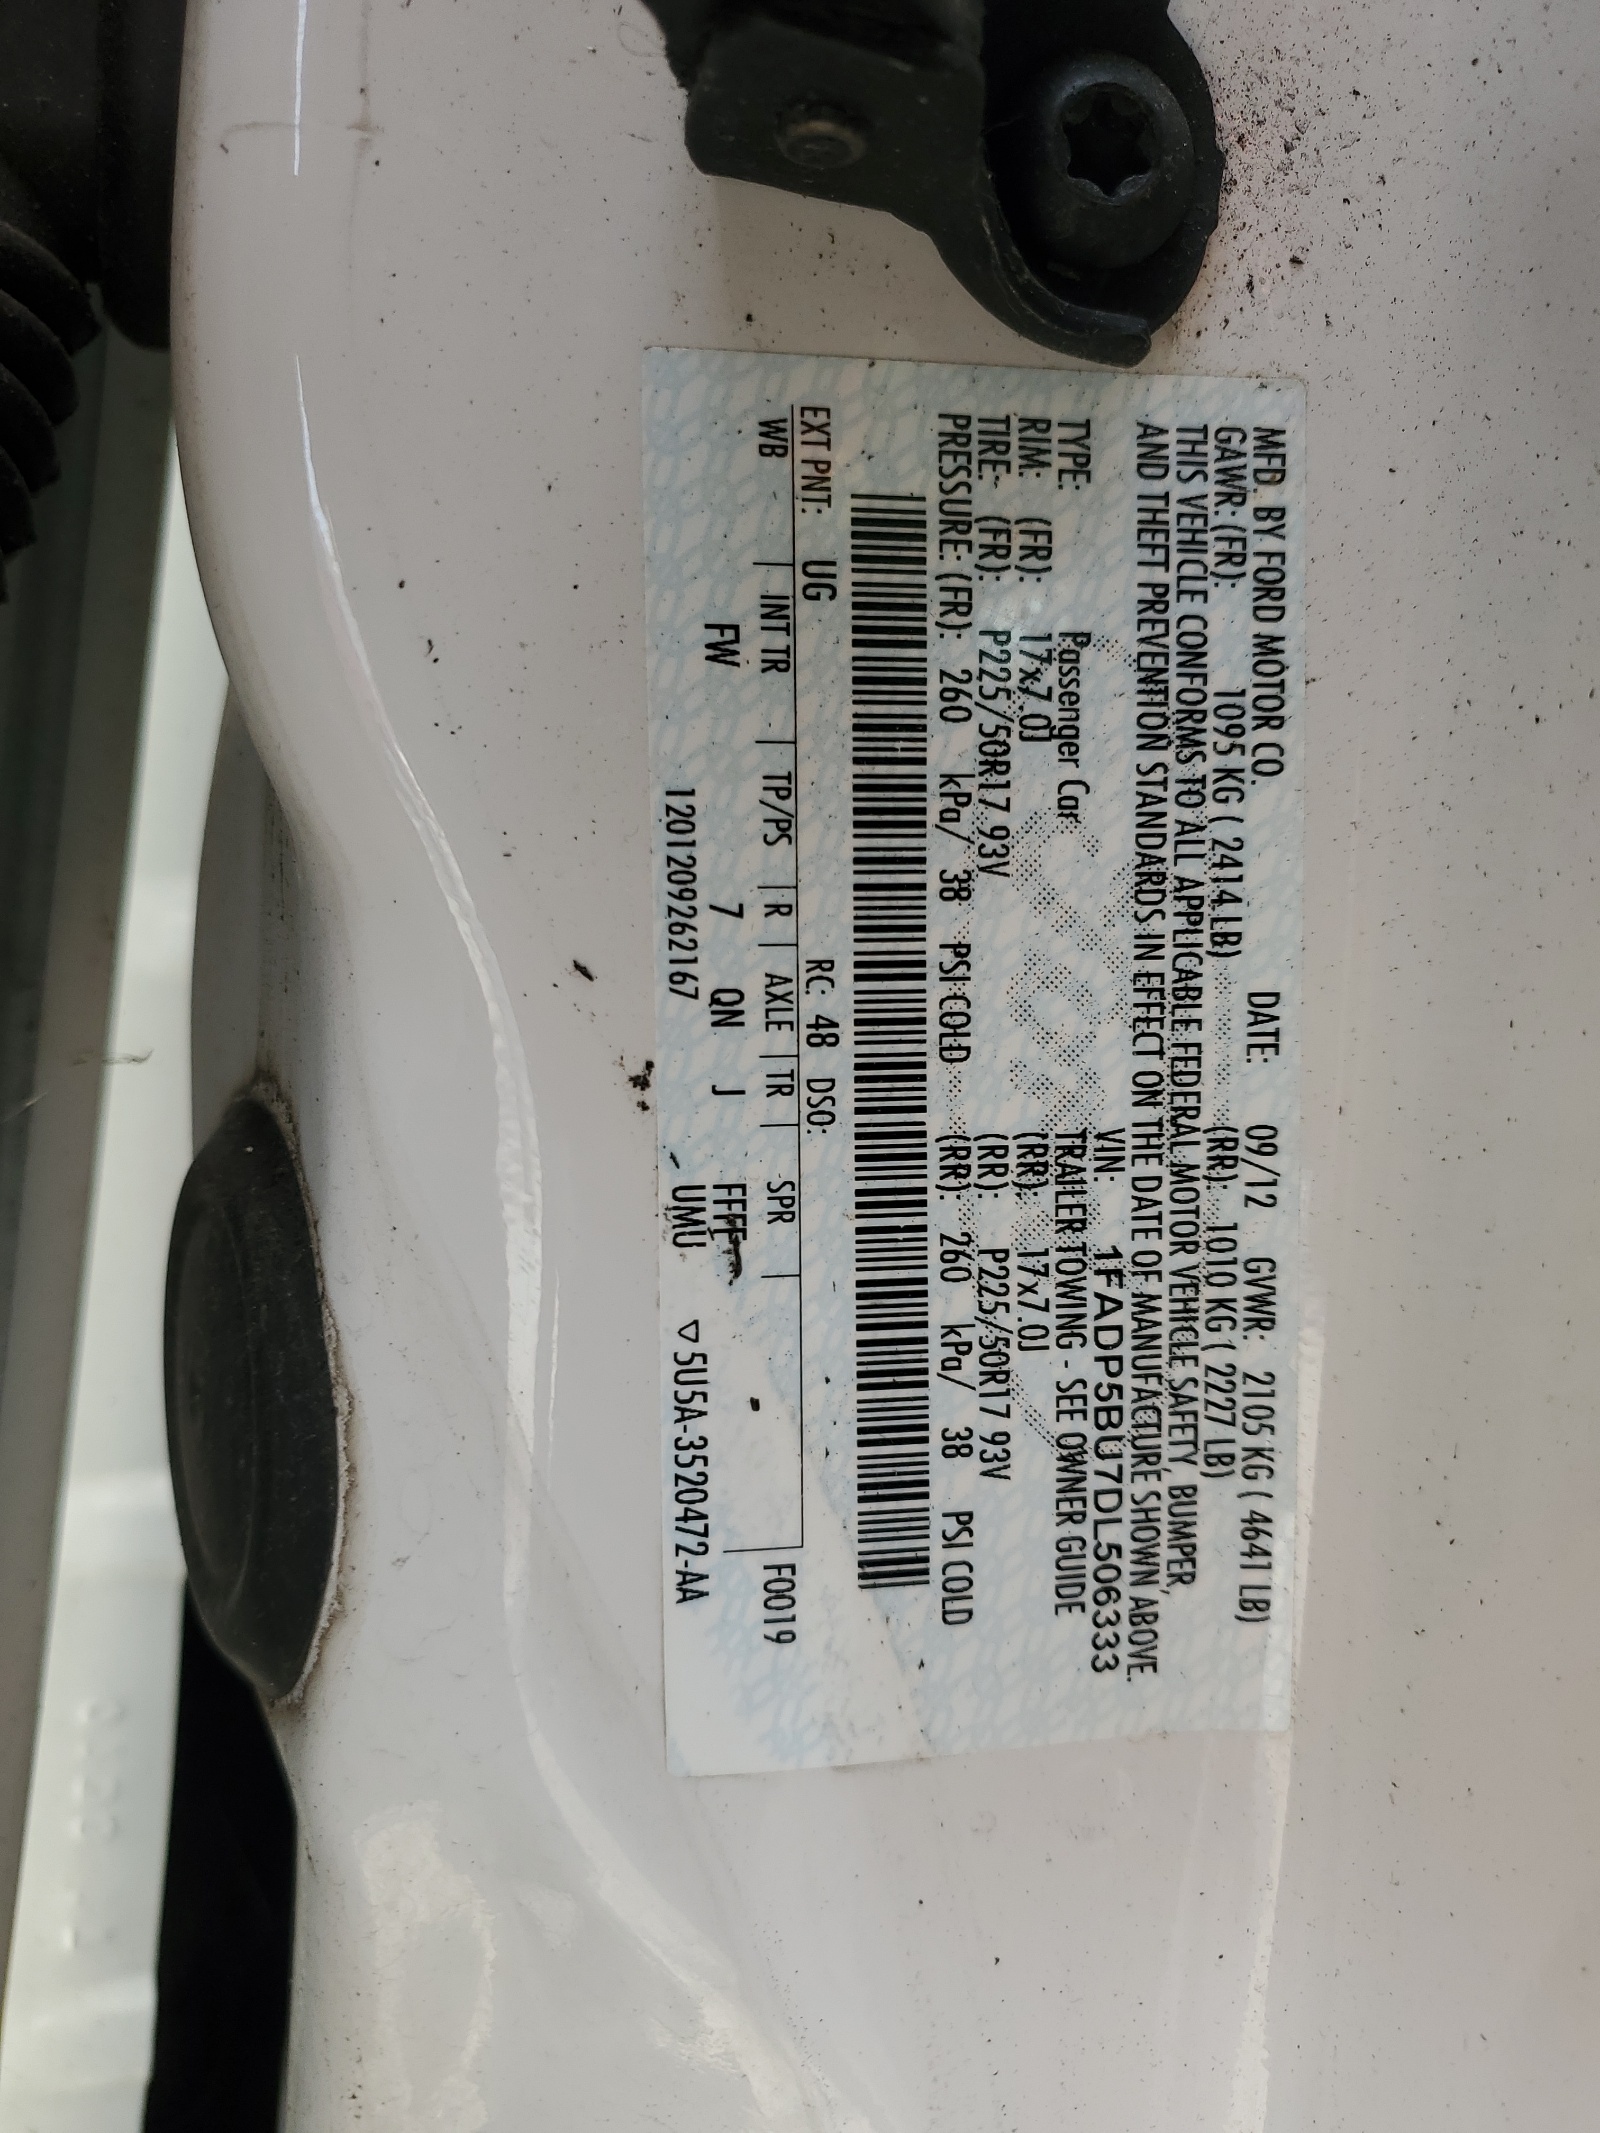 MFD. BY FORD MOTOR CO. DATE: 09/12 GVWR: 2105 KG ( 4641 LB)
GAWR: (FR): 1095 KG ( 2414 LB) (RR): 1010 KG ( 2227 LB)
THIS VEHICLE CONFORMS TO ALL APPLICABLE FEDERAL MOTOR VEHICLE SAFETY, BUMPER,
AND THEFT PREVENTION STANDARDS IN EFFECT ON THE DATE OF MANUFACTURE SHOWN ABOVE.
VIN: 1FADP5BU7DL506333
TYPE: Passenger Car TRAILER TOWING - SEE OWNER GUIDE
RIM: (FR): 17x7.0J (RR): 17x7.0J
TIRE: (FR): P225/50R17 93V (RR): P225/50R17 93V
PRESSURE: (FR): 260 kPa/ 38 PSI COLD (RR): 260 kPa/ 38 PSI COLD
EXT PNT: UG RC: 48 DSO:
WB INT TR TP/PS R AXLE TR SPR F0019
FW 7 QN J FFFF
1201209262167 UMU ▽ 5U5A-3520472-AA